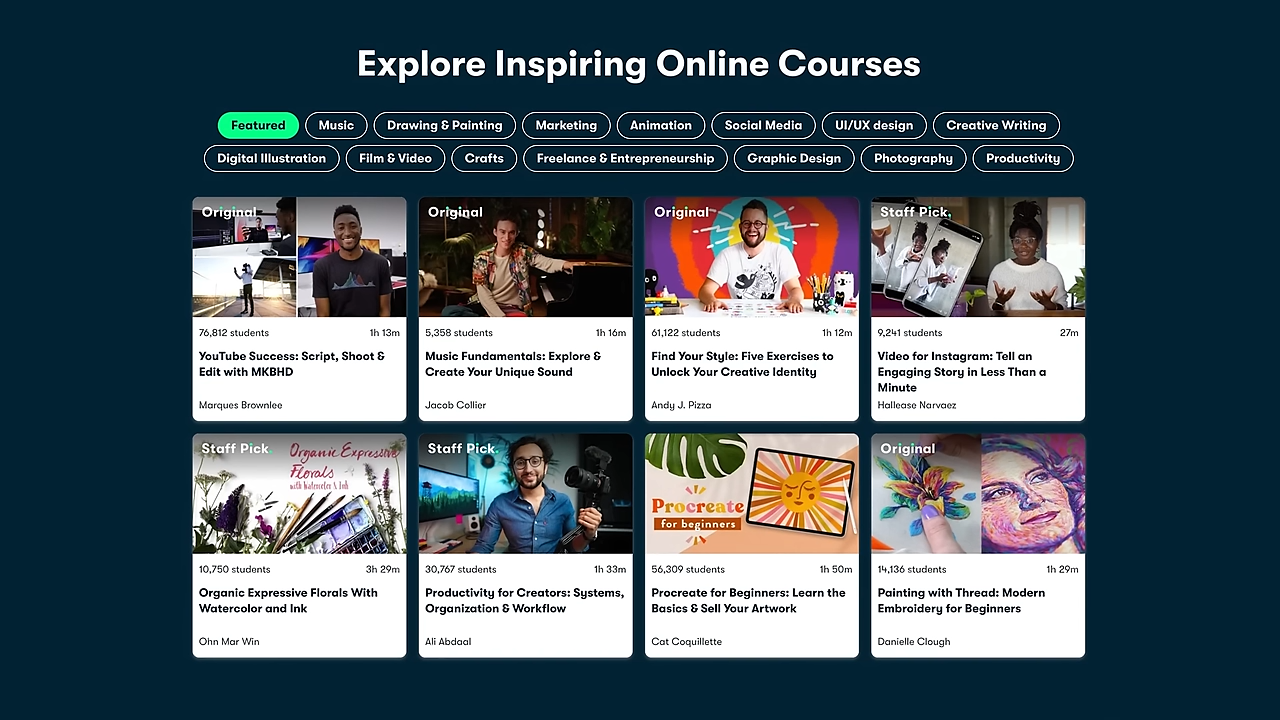 Explore Inspiring Online Courses
Featured
Music
Drawing & Painting
Marketing
Animation
Social Media
UI/UX design
Creative Writing
Digital Illustration
Film & Video
Crafts
Freelance & Entrepreneurship
Graphic Design
Photography
Productivity
Original
76,812 students
1h 13m
YouTube Success: Script, Shoot &
Edit with MKBHD
Marques Brownlee
Original
5,358 students
1h 16m
Music Fundamentals: Explore &
Create Your Unique Sound
Jacob Collier
Original
61,122 students
1h 12m
Find Your Style: Five Exercises to
Unlock Your Creative Identity
Andy J. Pizza
Staff Pick.
9,241 students
27m
Video for Instagram: Tell an
Engaging Story in Less Than a
Minute
Hallease Narvaez
Staff Pick.
Organic Expressive
Florals
with Watercolor & Ink
10,750 students
3h 29m
Organic Expressive Florals With
Watercolor and Ink
Ohn Mar Win
Staff Pick.
30,767 students
1h 33m
Productivity for Creators: Systems,
Organization & Workflow
Ali Abdaal
Procreate
for beginners
56,309 students
1h 50m
Procreate for Beginners: Learn the
Basics & Sell Your Artwork
Cat Coquillette
Original
14,136 students
1h 29m
Painting with Thread: Modern
Embroidery for Beginners
Danielle Clough